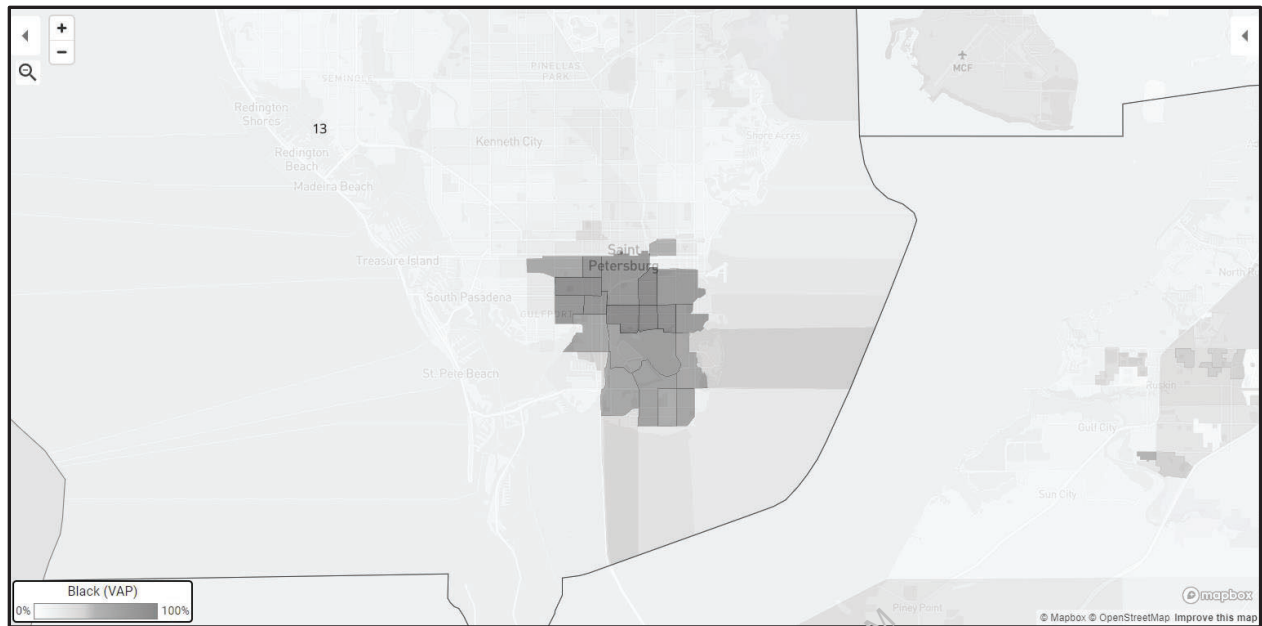 +
−
MCF
PINELLAS
PARK
SEMINOLE
Redington
Shores
13
Kenneth City
Shore Acres
Redington
Beach
Madeira Beach
Saint
Petersburg
Treasure Island
South Pasadena
GULFPORT
St. Pete Beach
North R
Ruskin
Gulf City
Sun City
Piney Point
Black (VAP)
0%
100%
mapbox
© Mapbox © OpenStreetMap Improve this map